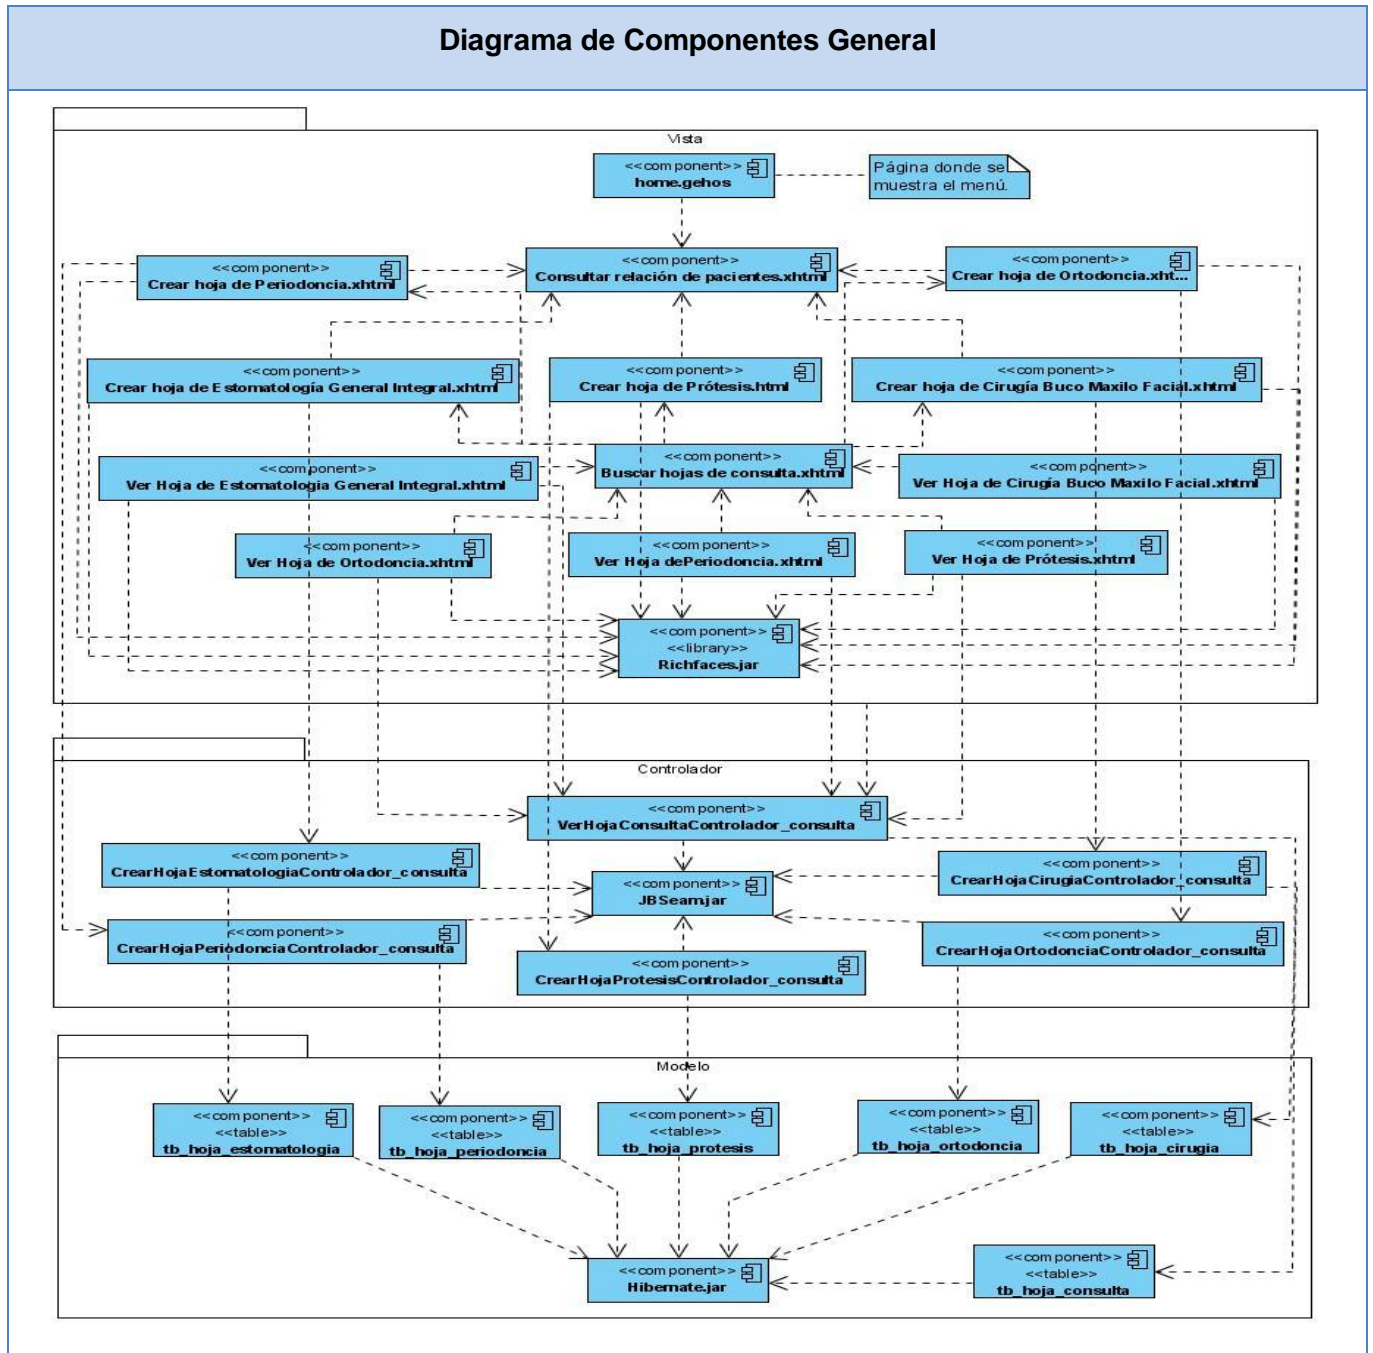 Diagrama de Componentes General
Vista
<<component>>
home.gehos
Página donde se
muestra el menú.
<<component>>
Crear hoja de Periodoncia.xhtml
<<component>>
Consultar relación de pacientes.xhtml
<<component>>
Crear hoja de Ortodoncia.xht...
<<component>>
Crear hoja de Estomatología General Integral.xhtml
<<component>>
Crear hoja de Prótesis.html
<<component>>
Crear hoja de Cirugía Buco Maxilo Facial.xhtml
<<component>>
Ver Hoja de Estomatologia General Integral.xhtml
<<component>>
Buscar hojas de consulta.xhtml
<<component>>
Ver Hoja de Cirugía Buco Maxilo Facial.xhtml
<<component>>
Ver Hoja de Ortodoncia.xhtml
<<component>>
Ver Hoja dePeriodoncia.xhtml
<<component>>
Ver Hoja de Prótesis.xhtml
<<component>>
<<library>>
Richfaces.jar
Controlador
<<component>>
VerHojaConsultaControlador_consulta
<<component>>
CrearHojaEstomatologiaControlador_consulta
<<component>>
JBSeam.jar
<<component>>
CrearHojaCirugiaControlador_consulta
<<component>>
CrearHojaPeriodonciaControlador_consulta
<<component>>
CrearHojaProtesisControlador_consulta
<<component>>
CrearHojaOrtodonciaControlador_consulta
Modelo
<<component>>
<<table>>
tb_hoja_estomatologia
<<component>>
<<table>>
tb_hoja_periodoncia
<<component>>
<<table>>
tb_hoja_protesis
<<component>>
<<table>>
tb_hoja_ortodoncia
<<component>>
<<table>>
tb_hoja_cirugia
<<component>>
Hibernate.jar
<<component>>
<<table>>
tb_hoja_consulta